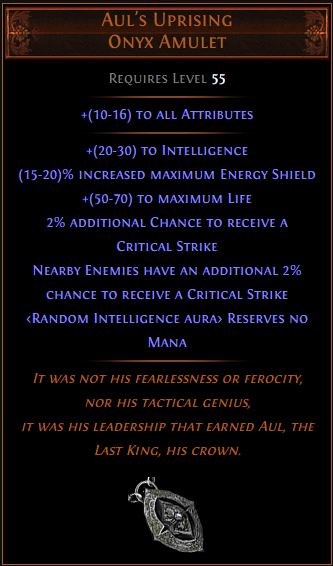 Aul's Uprising
Onyx Amulet
Requires Level 55
+(10-16) to all Attributes
+(20-30) to Intelligence
(15-20)% increased maximum Energy Shield
+(50-70) to maximum Life
2% additional Chance to receive a
Critical Strike
Nearby Enemies have an additional 2%
chance to receive a Critical Strike
<Random Intelligence aura> Reserves no
Mana
It was not his fearlessness or ferocity,
nor his tactical genius,
it was his leadership that earned Aul, the
Last King, his crown.